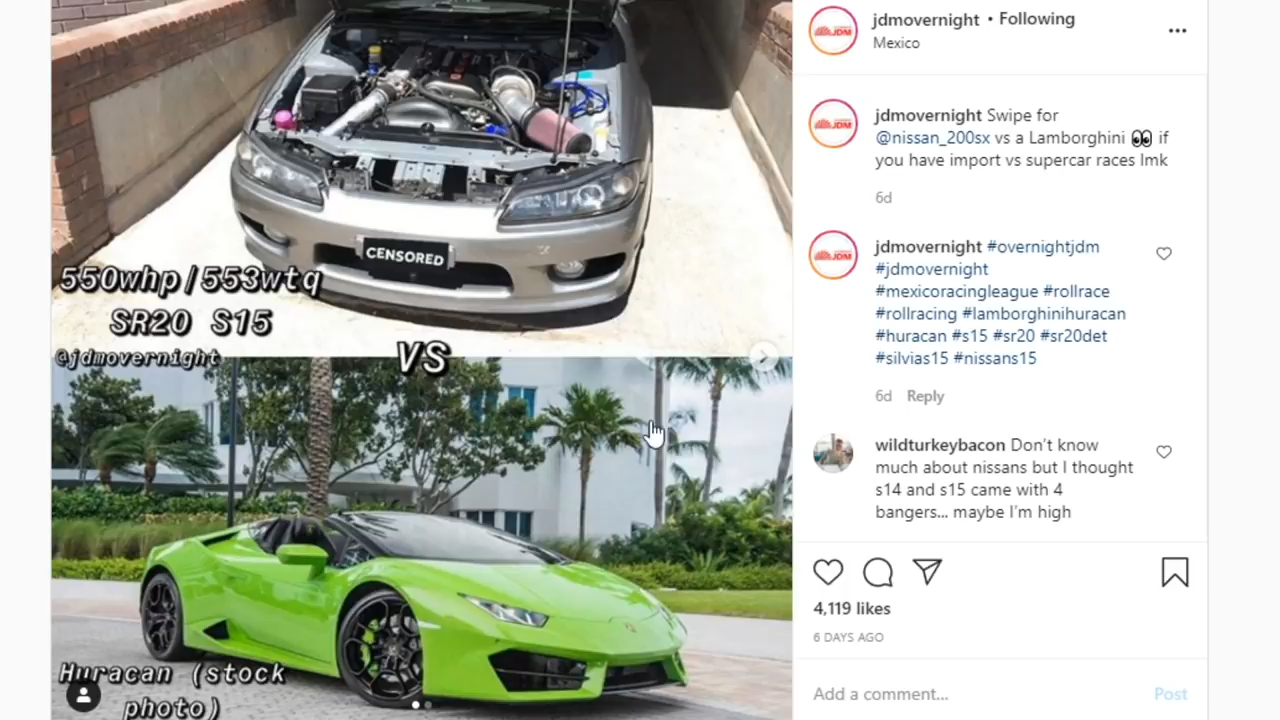 CENSORED
550whp/553wtq
SR20 S15
@jdmovernight
VS
Huracan (stock
photo)
jdmovernight • Following
Mexico
JDM
jdmovernight Swipe for
@nissan_200sx vs a Lamborghini 👀 if
you have import vs supercar races lmk
6d
jdmovernight #overnightjdm
#jdmovernight
#mexicoracingleague #rollrace
#rollracing #lamborghinihuracan
#huracan #s15 #sr20 #sr20det
#silvias15 #nissans15
6d Reply
wildturkeybacon Don't know
much about nissans but I thought
s14 and s15 came with 4
bangers... maybe I'm high
4,119 likes
6 DAYS AGO
Add a comment... Post